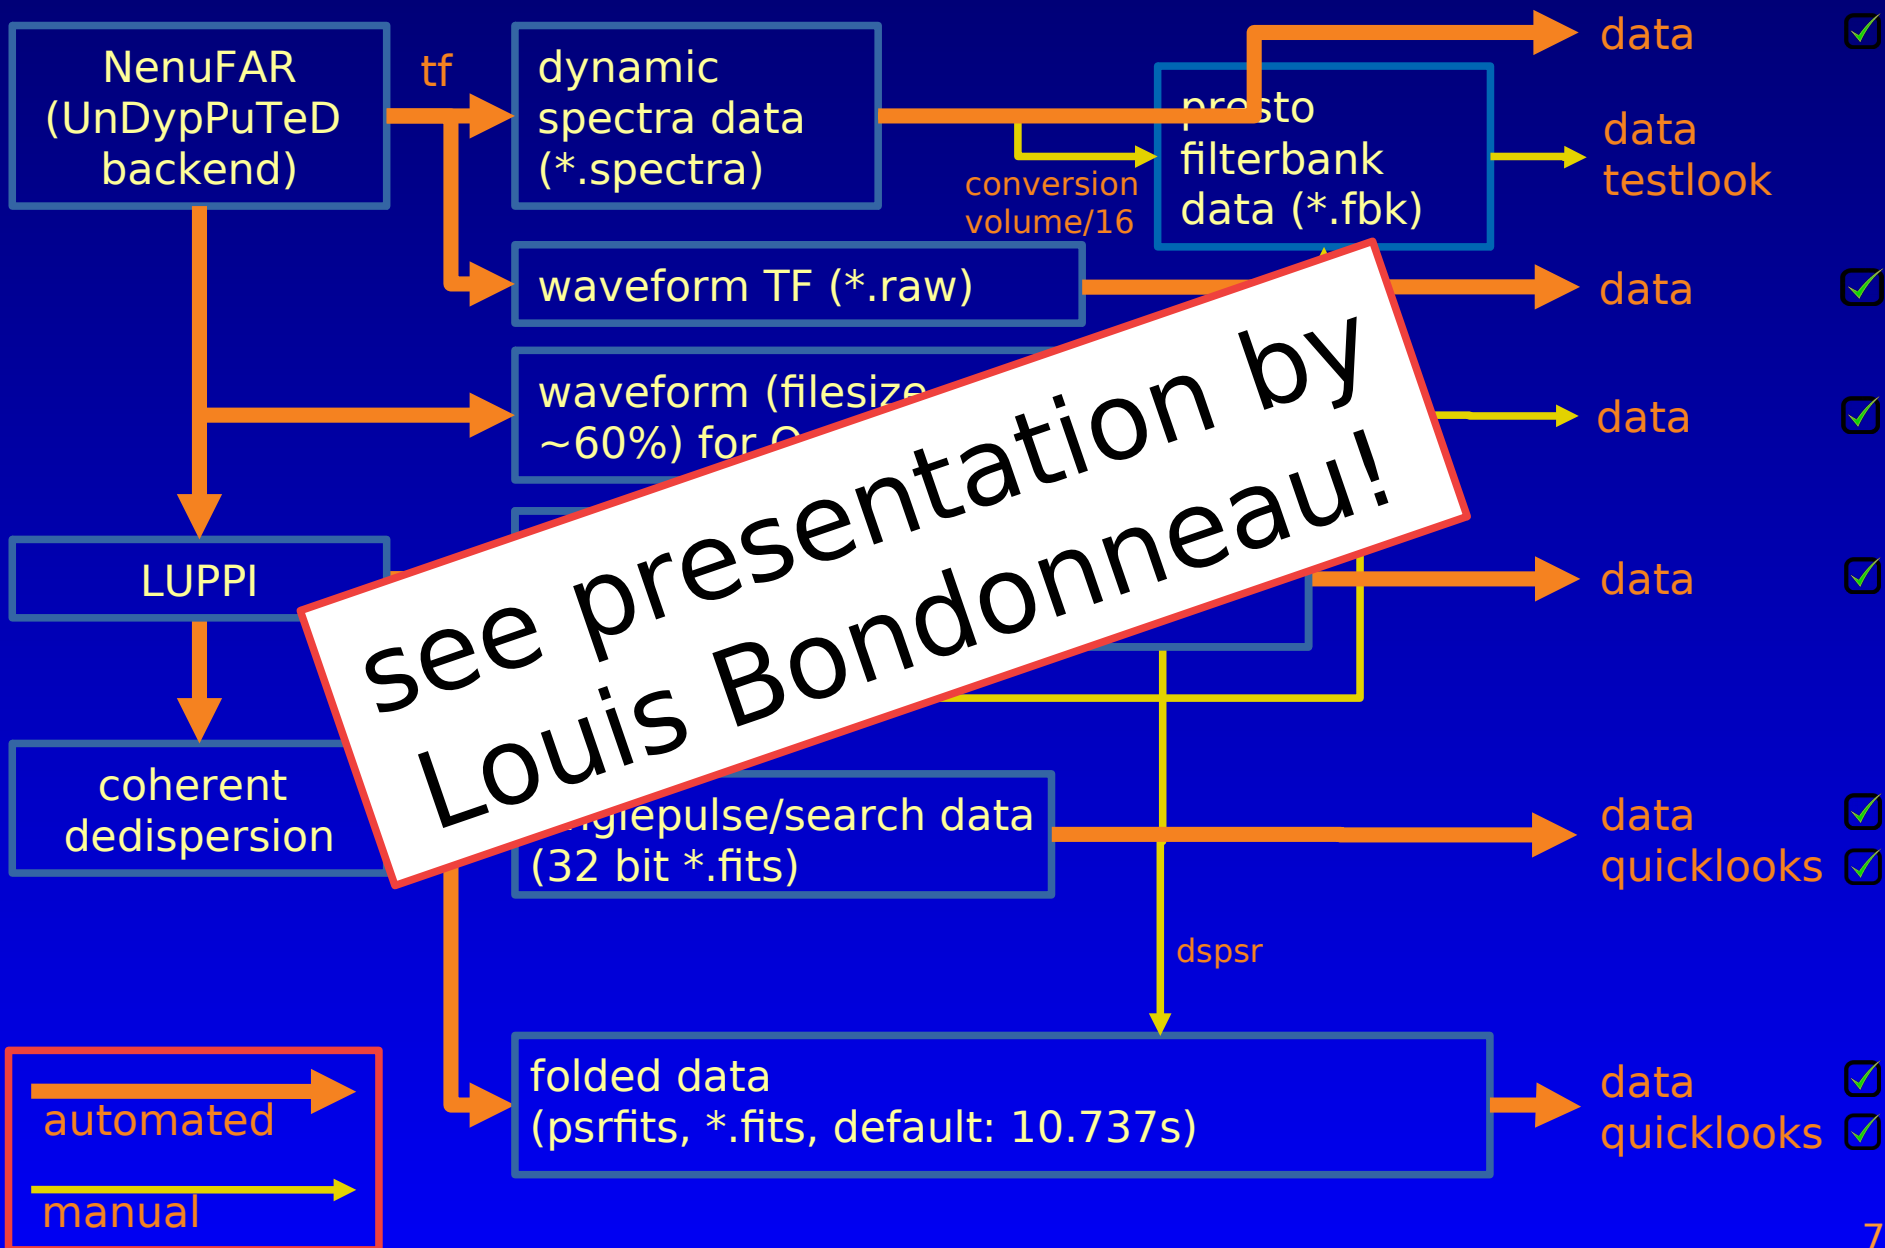 NenuFAR
(UnDypPuTeD
backend)
tf
dynamic
spectra data
(*.spectra)
conversion
volume/16
presto
filterbank
data (*.fbk)
data
data
testlook
waveform TF (*.raw)
data
waveform (filesize
~60%) for
data
see presentation by
Louis Bondonneau!
LUPPI
data
coherent
dedispersion
(32 bit *.fits)
data
data
quicklooks
dspsr
folded data
(psrfits, *.fits, default: 10.737s)
data
quicklooks
automated
manual
7